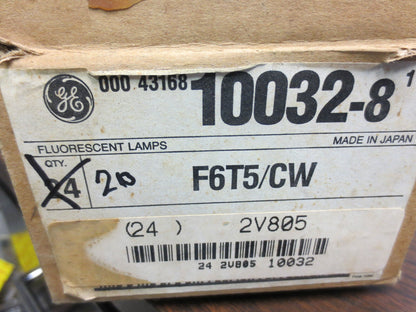 GE
000 43168 10032-8 1
FLUORESCENT LAMPS MADE IN JAPAN
QTY.
24 20 F6T5/CW
(24 ) 2V805
24 2V805 10032